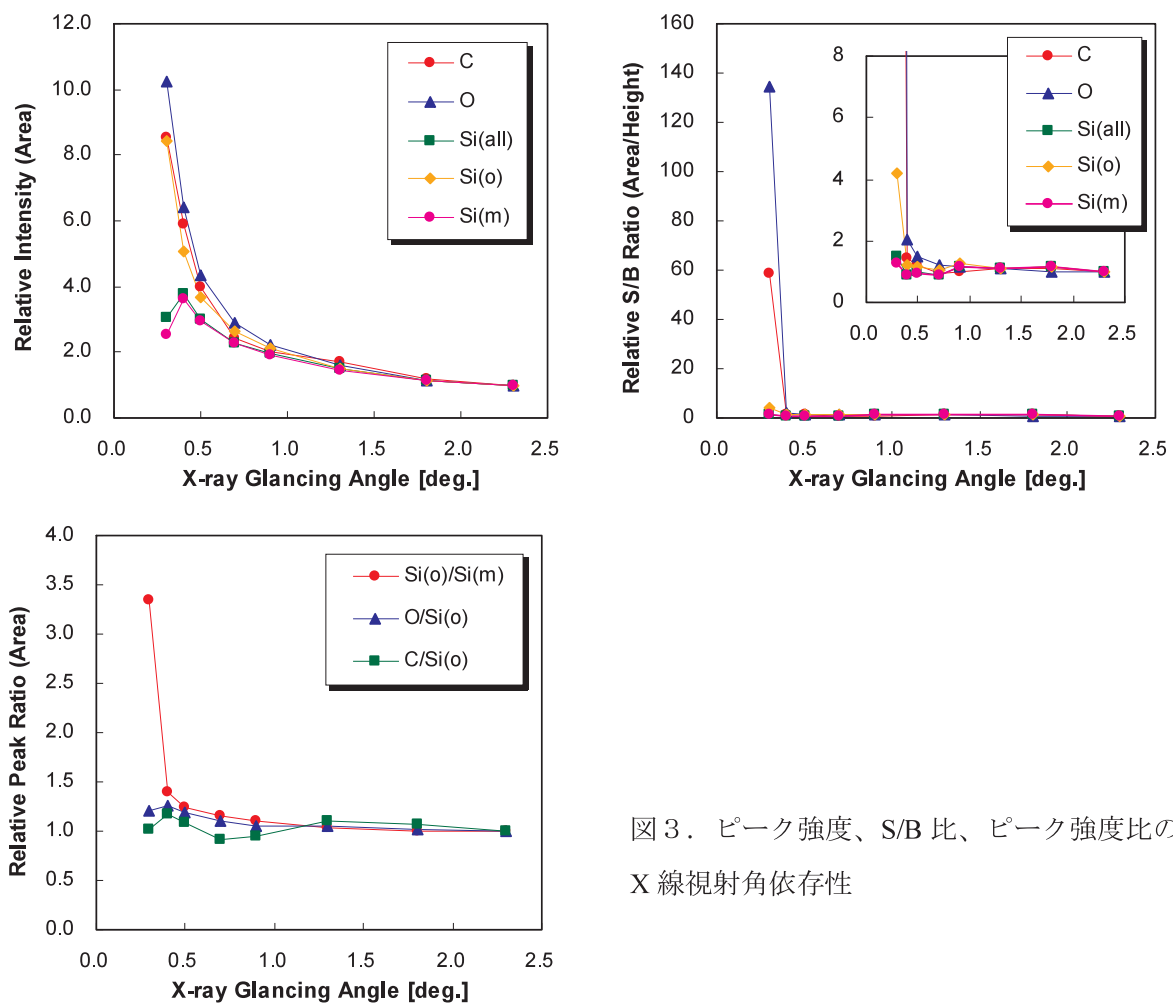 12.0
10.0
8.0
6.0
4.0
2.0
0.0
Relative Intensity (Area)
C
O
Si(all)
Si(o)
Si(m)
0.0 0.5 1.0 1.5 2.0 2.5
X-ray Glancing Angle [deg.]
160
140
120
100
80
60
40
20
0
Relative S/B Ratio (Area/Height)
8
6
4
2
0
C
O
Si(all)
Si(o)
Si(m)
0.0 0.5 1.0 1.5 2.0 2.5
0.0 0.5 1.0 1.5 2.0 2.5
X-ray Glancing Angle [deg.]
4.0
3.5
3.0
2.5
2.0
1.5
1.0
0.5
0.0
Relative Peak Ratio (Area)
Si(o)/Si(m)
O/Si(o)
C/Si(o)
0.0 0.5 1.0 1.5 2.0 2.5
X-ray Glancing Angle [deg.]
図３．ピーク強度、S/B 比、ピーク強度比の
X 線視射角依存性